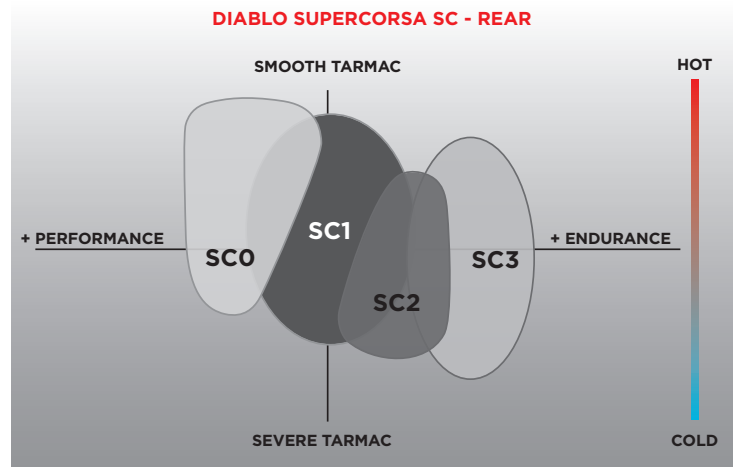 DIABLO SUPERCORSA SC - REAR
SMOOTH TARMAC
HOT
+ PERFORMANCE
SC0
SC1
SC2
SC3
+ ENDURANCE
SEVERE TARMAC
COLD